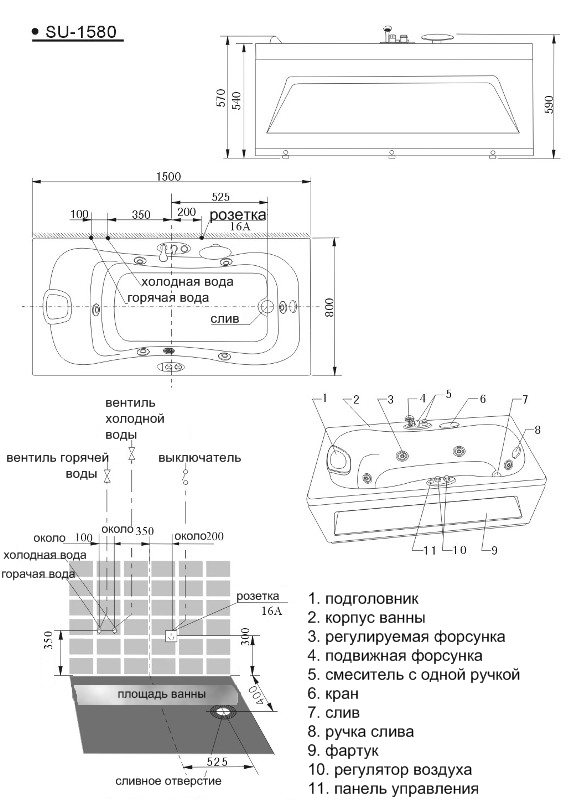 • SU-1580
570
540
590
1500
525
100
350
200
розетка
16A
холодная вода
горячая вода
слив
800
вентиль
холодной
воды
вентиль горячей
воды
выключатель
1
2
3
4
5
6
7
8
9
10
11
около
100
около
350
около200
холодная вода
горачая вода
розетка
16A
350
300
площадь ванны
400
525
сливное отверстие
1. подголовник
2. корпус ванны
3. регулируемая форсунка
4. подвижная форсунка
5. смеситель с одной ручкой
6. кран
7. слив
8. ручка слива
9. фартук
10. регулятор воздуха
11. панель управления